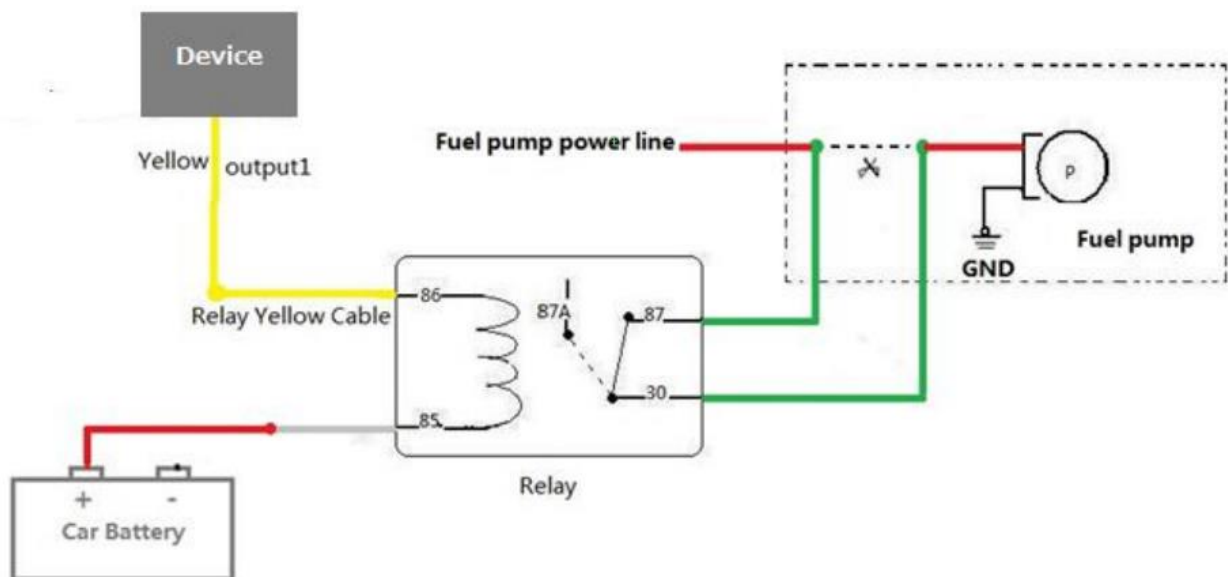 Device
Yellow
output1
Fuel pump power line
P
Fuel pump
GND
Relay Yellow Cable
86
87A
87
30
85
Relay
+
-
Car Battery